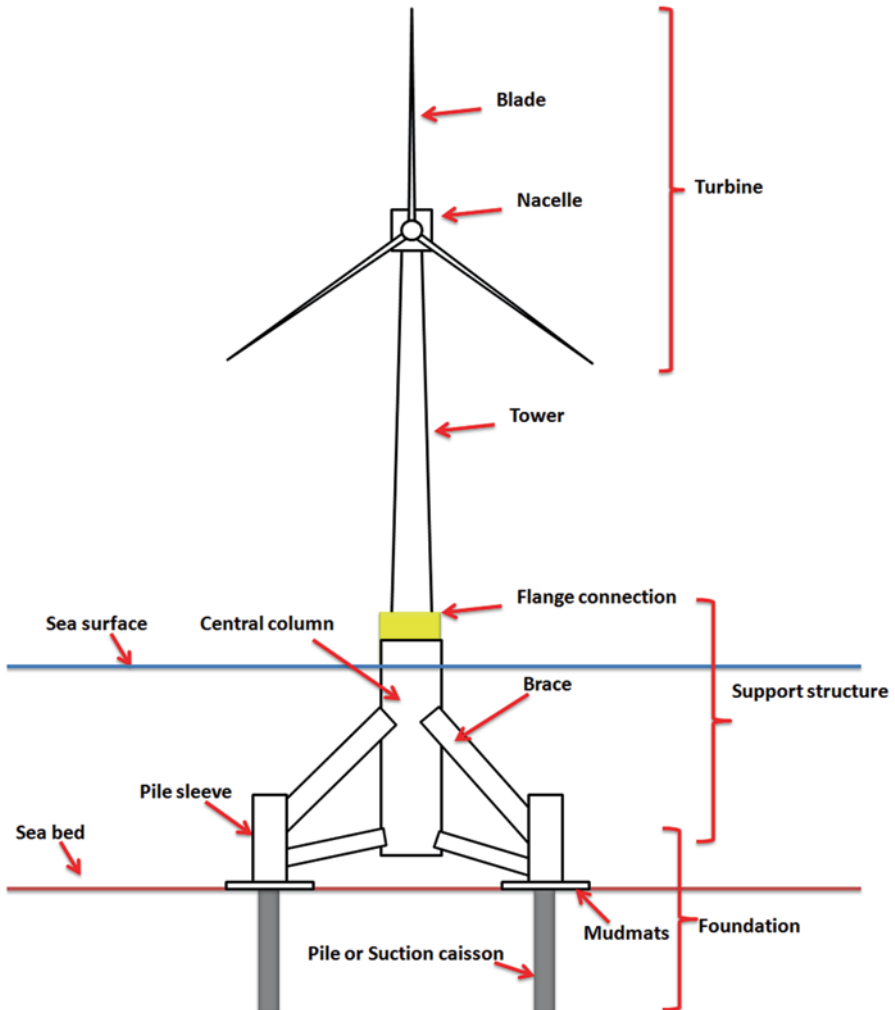 Blade
Turbine
Nacelle
Tower
Flange connection
Sea surface
Central column
Brace
Support structure
Pile sleeve
Sea bed
Mudmats
Foundation
Pile or Suction caisson